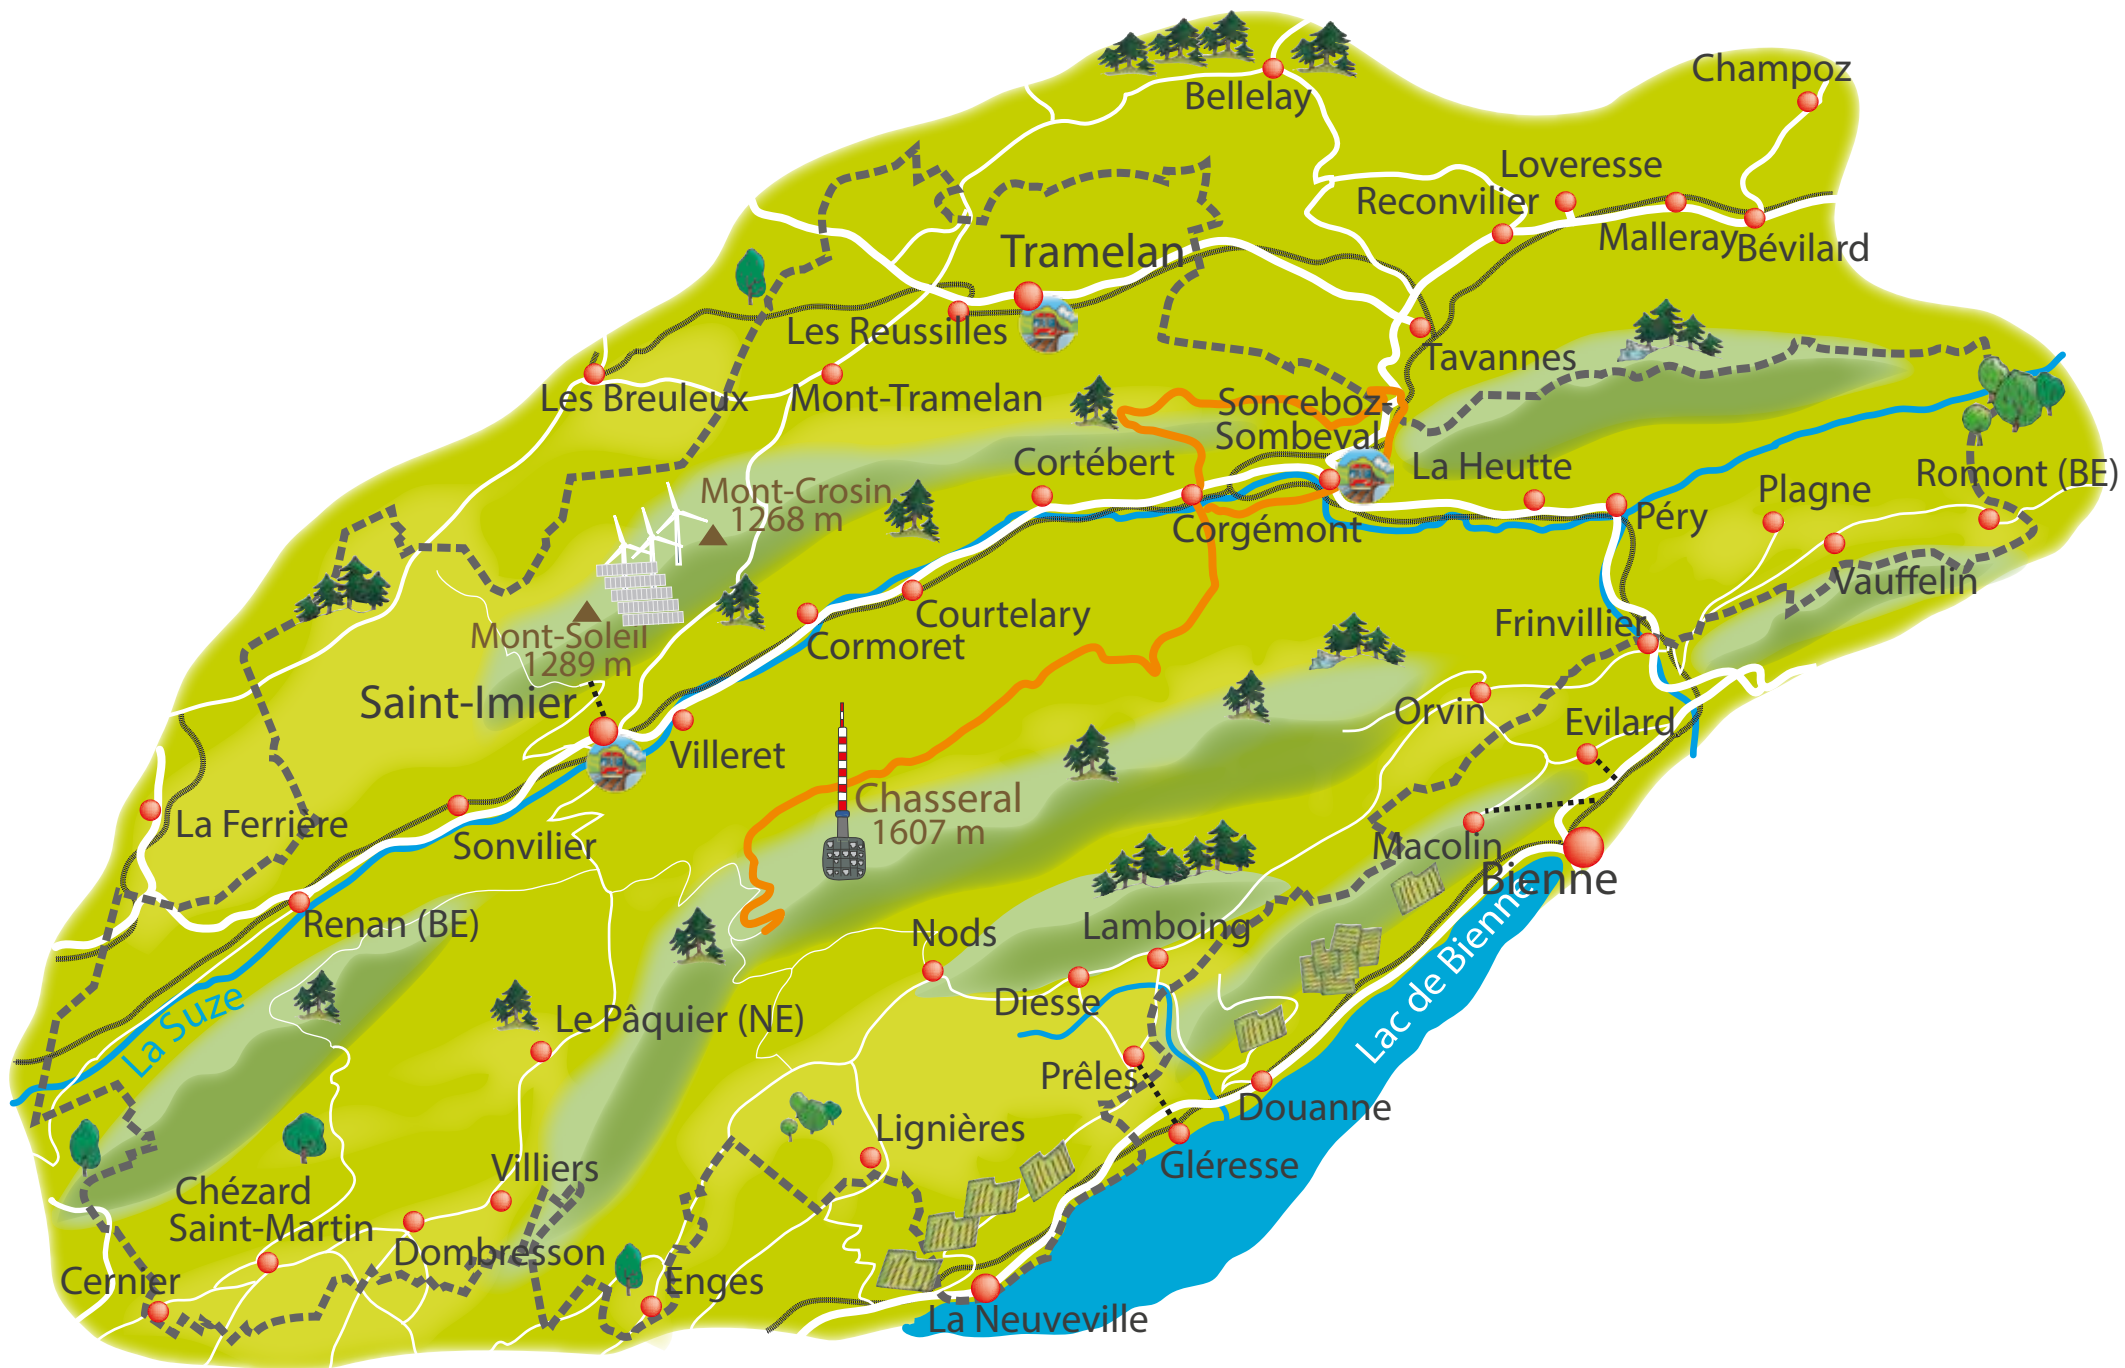 Champoz
Bellelay
Loveresse
Reconvilier
Malleray
Bévilard
Tramelan
Les Reussilles
Tavannes
Les Breuleux
Mont-Tramelan
Sonceboz-
Sombeval
Cortébert
La Heutte
Romont (BE)
Plagne
Mont-Crosin
1268 m
Corgémont
Péry
Vauffelin
Courtelary
Frinvillier
Mont-Soleil
1289 m
Cormoret
Saint-Imier
Orvin
Evilard
Villeret
Chasseral
1607 m
La Ferrière
Sonvilier
Macolin
Bienne
Renan (BE)
Nods
Lamboing
Lac de Bienne
Diesse
La Suze
Le Pâquier (NE)
Prêles
Douanne
Lignières
Gléresse
Villiers
Chézard
Saint-Martin
Dombresson
Cernier
Enges
La Neuveville